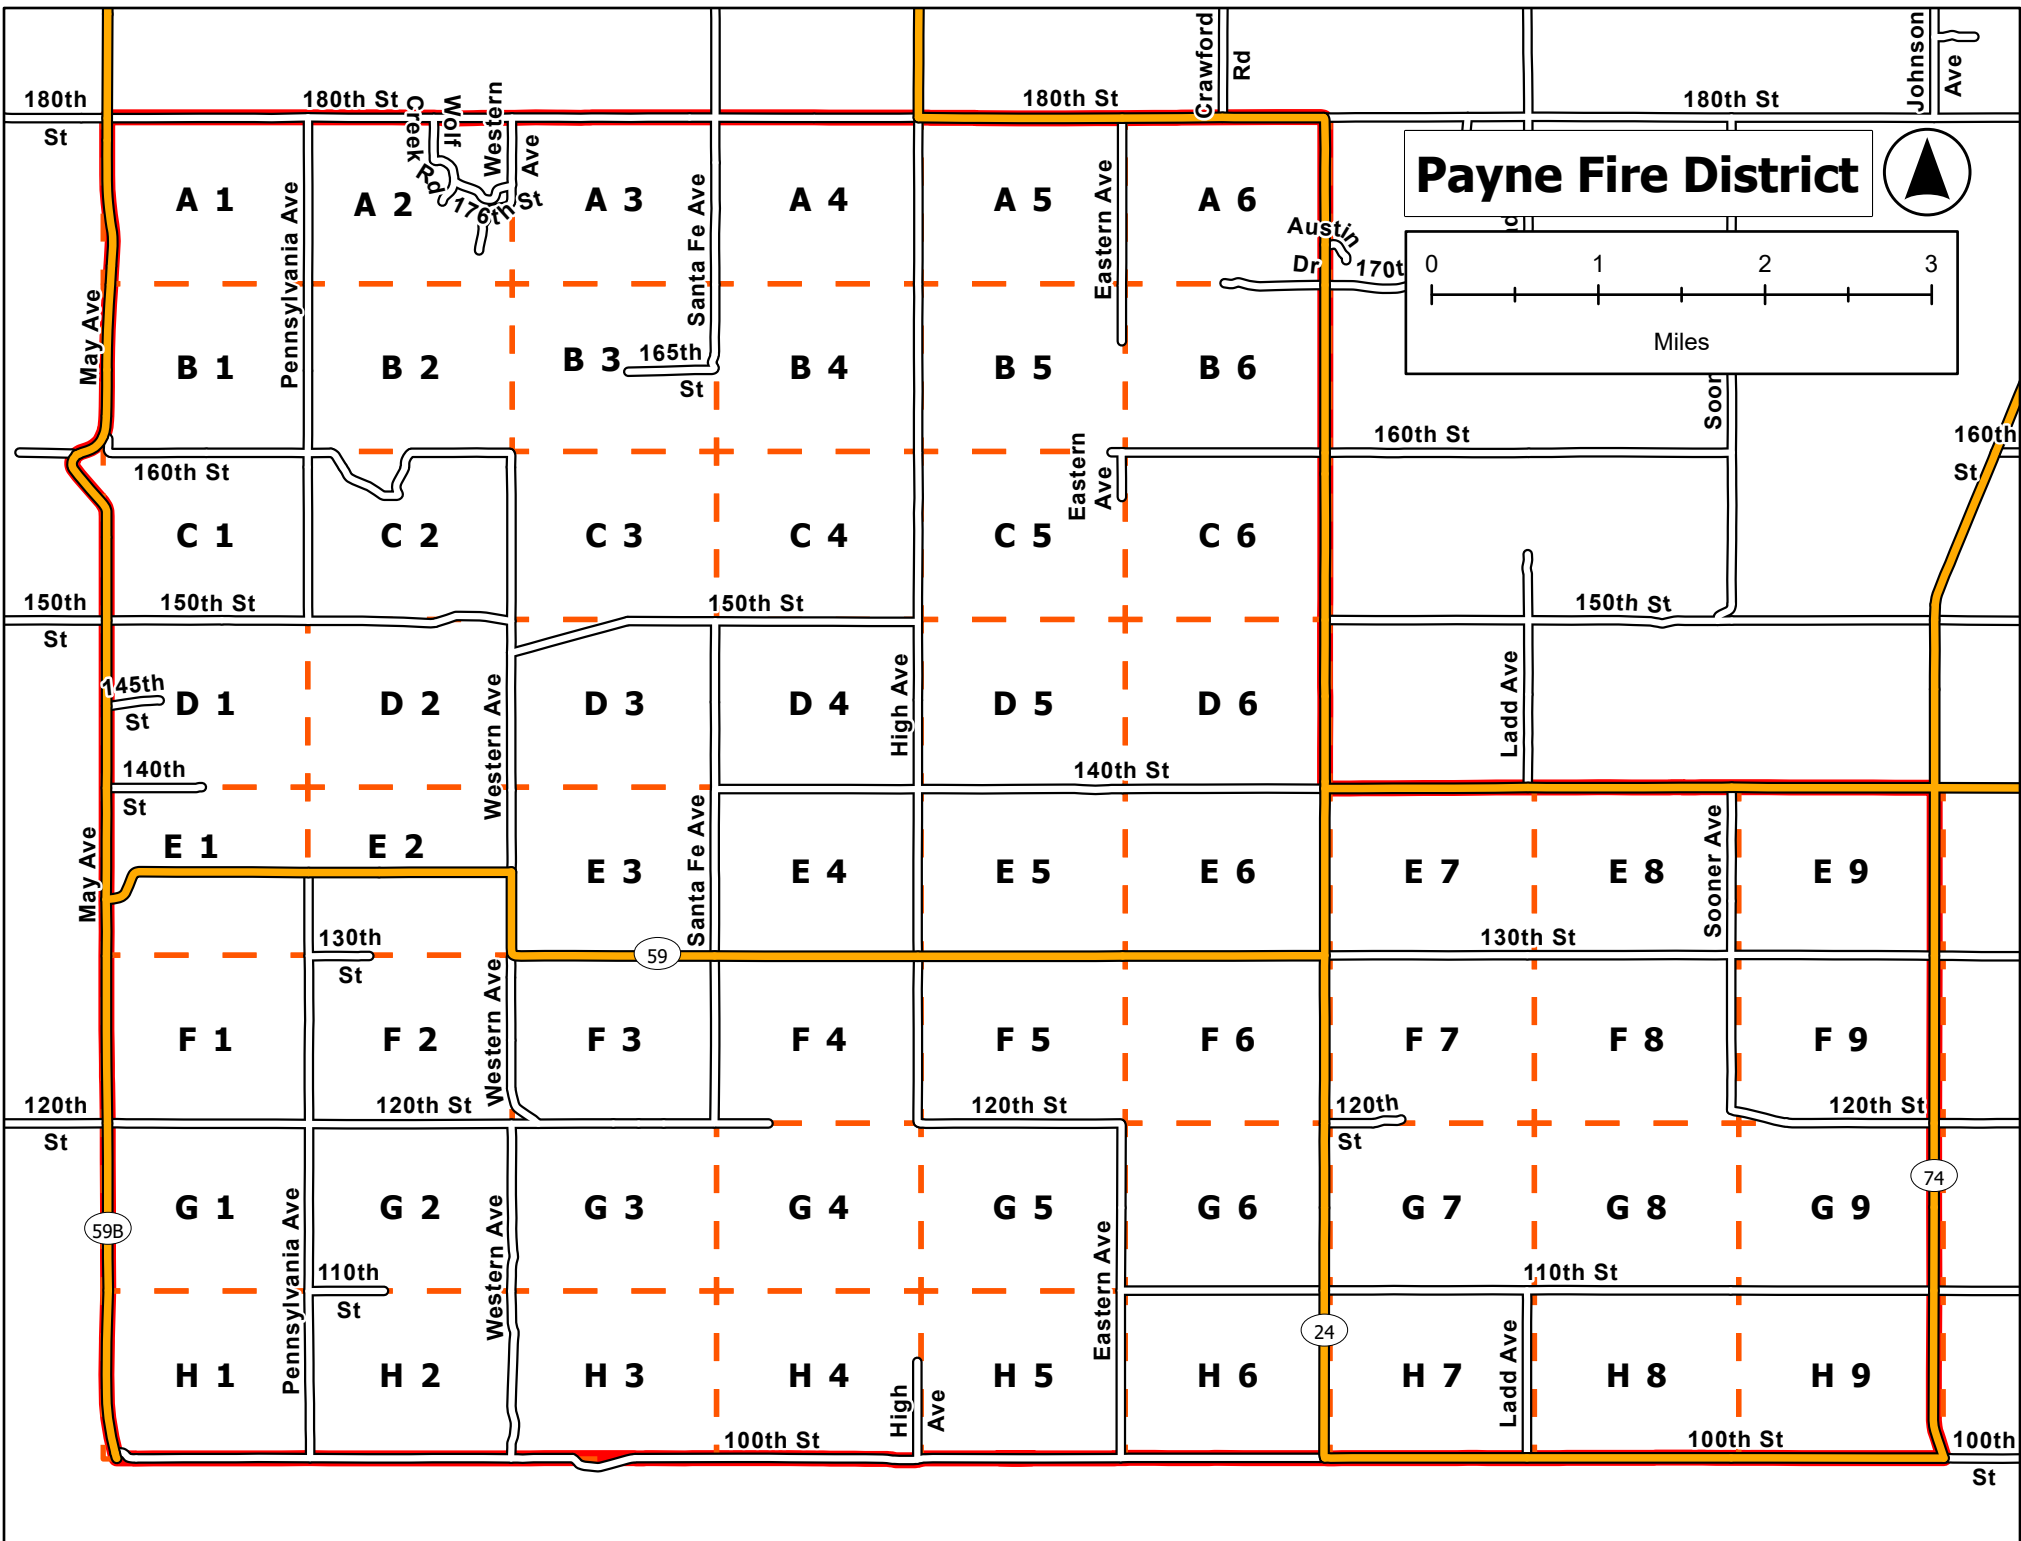 Crawford
Rd
Johnson
Ave
180th
St
180th St
180th St
180th St
Wolf
Creek Rd
Western
Ave
176th St
Payne Fire District
A 1
A 2
A 3
A 4
A 5
A 6
Pennsylvania Ave
Santa Fe Ave
Eastern Ave
Austin
Dr
170t
0 1 2 3
Miles
May Ave
B 1
B 2
B 3
165th
St
B 4
B 5
B 6
Soon
160th St
160th St
160th
St
Eastern
Ave
C 1
C 2
C 3
C 4
C 5
C 6
150th
St
150th St
150th St
150th St
145th
St
D 1
D 2
Western Ave
D 3
D 4
High Ave
D 5
D 6
Ladd Ave
140th
St
140th St
May Ave
E 1
E 2
E 3
Santa Fe Ave
E 4
E 5
E 6
E 7
E 8
Sooner Ave
E 9
130th
St
59
130th St
F 1
F 2
Western Ave
F 3
F 4
F 5
F 6
F 7
F 8
F 9
120th
St
120th St
120th St
120th
St
120th St
59B
G 1
G 2
G 3
G 4
G 5
G 6
G 7
G 8
G 9
74
Pennsylvania Ave
Western Ave
Eastern Ave
110th
St
110th St
24
H 1
H 2
H 3
H 4
High
Ave
H 5
H 6
H 7
Ladd Ave
H 8
H 9
100th St
100th St
100th
St